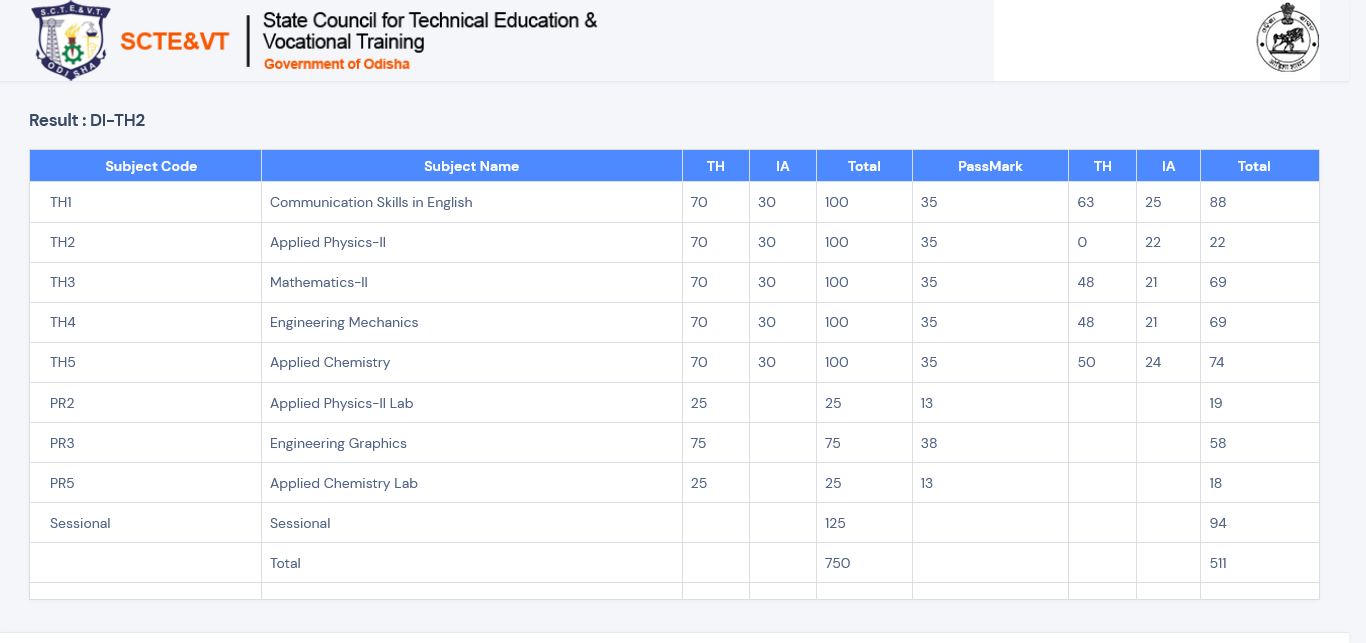 S.C.T.E.&V.T.
ODISHA
SCTE&VT
State Council for Technical Education &
Vocational Training
Government of Odisha
Result : DI-TH2
Subject Code Subject Name TH IA Total PassMark TH IA Total
TH1 Communication Skills in English 70 30 100 35 63 25 88
TH2 Applied Physics-II 70 30 100 35 0 22 22
TH3 Mathematics-II 70 30 100 35 48 21 69
TH4 Engineering Mechanics 70 30 100 35 48 21 69
TH5 Applied Chemistry 70 30 100 35 50 24 74
PR2 Applied Physics-II Lab 25 25 13 19
PR3 Engineering Graphics 75 75 38 58
PR5 Applied Chemistry Lab 25 25 13 18
Sessional Sessional 125 94
Total 750 511